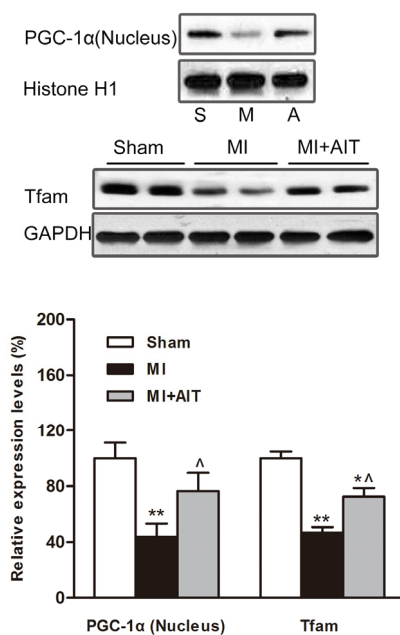 PGC-1α(Nucleus)
Histone H1
S M A
Sham MI MI+AIT
Tfam
GAPDH
Relative expression levels (%)
200
160
120
80
40
0
Sham
MI
MI+AIT
** ^ ** *^
PGC-1α (Nucleus) Tfam